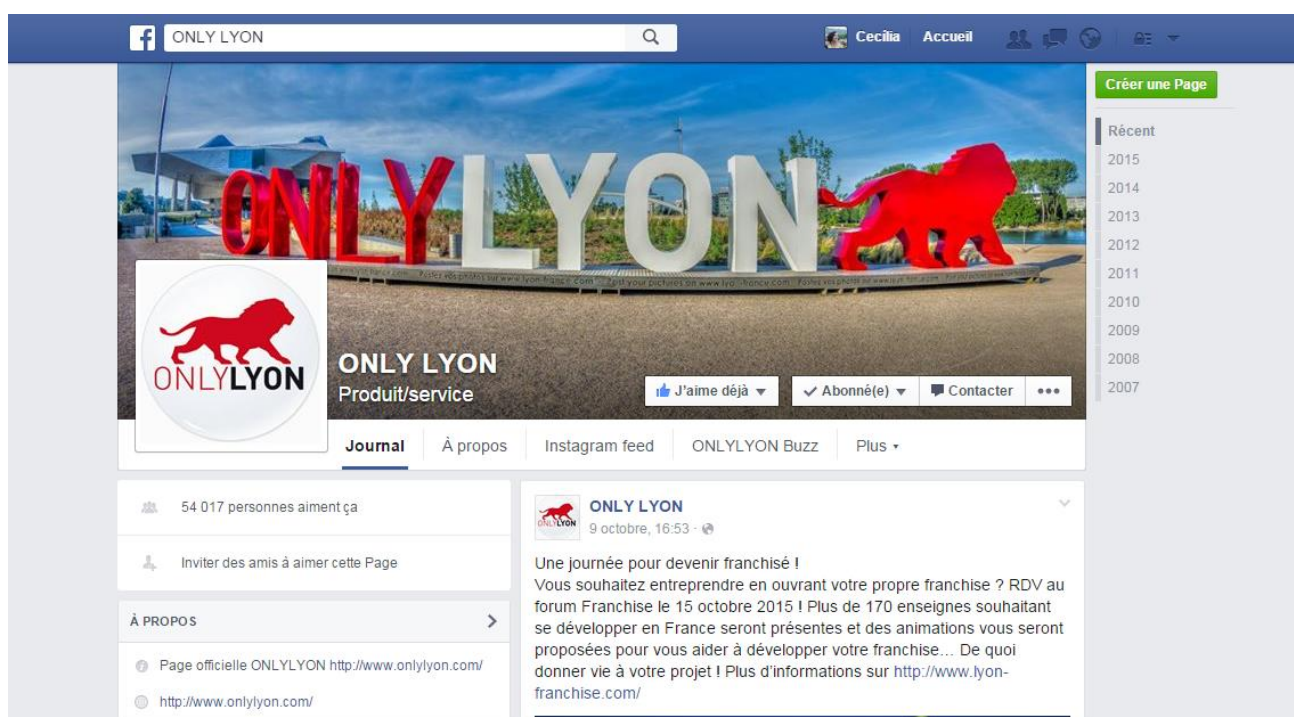 ONLY LYON
Cecília Accueil
Créer une Page
Récent
2015
2014
2013
2012
2011
2010
2009
2008
2007
ONLYLYON
ONLYLYON
ONLY LYON
Produit/service
J'aime déjà
Abonné(e)
Contacter
Journal À propos Instagram feed ONLYLYON Buzz Plus
54 017 personnes aiment ça
Inviter des amis à aimer cette Page
À PROPOS
Page officielle ONLYLYON http://www.onlylyon.com/
http://www.onlylyon.com/
ONLYLYON
ONLY LYON
9 octobre, 16:53 ·
Une journée pour devenir franchisé !
Vous souhaitez entreprendre en ouvrant votre propre franchise ? RDV au
forum Franchise le 15 octobre 2015 ! Plus de 170 enseignes souhaitant
se développer en France seront présentes et des animations vous seront
proposées pour vous aider à développer votre franchise… De quoi
donner vie à votre projet ! Plus d'informations sur http://www.lyon-
franchise.com/